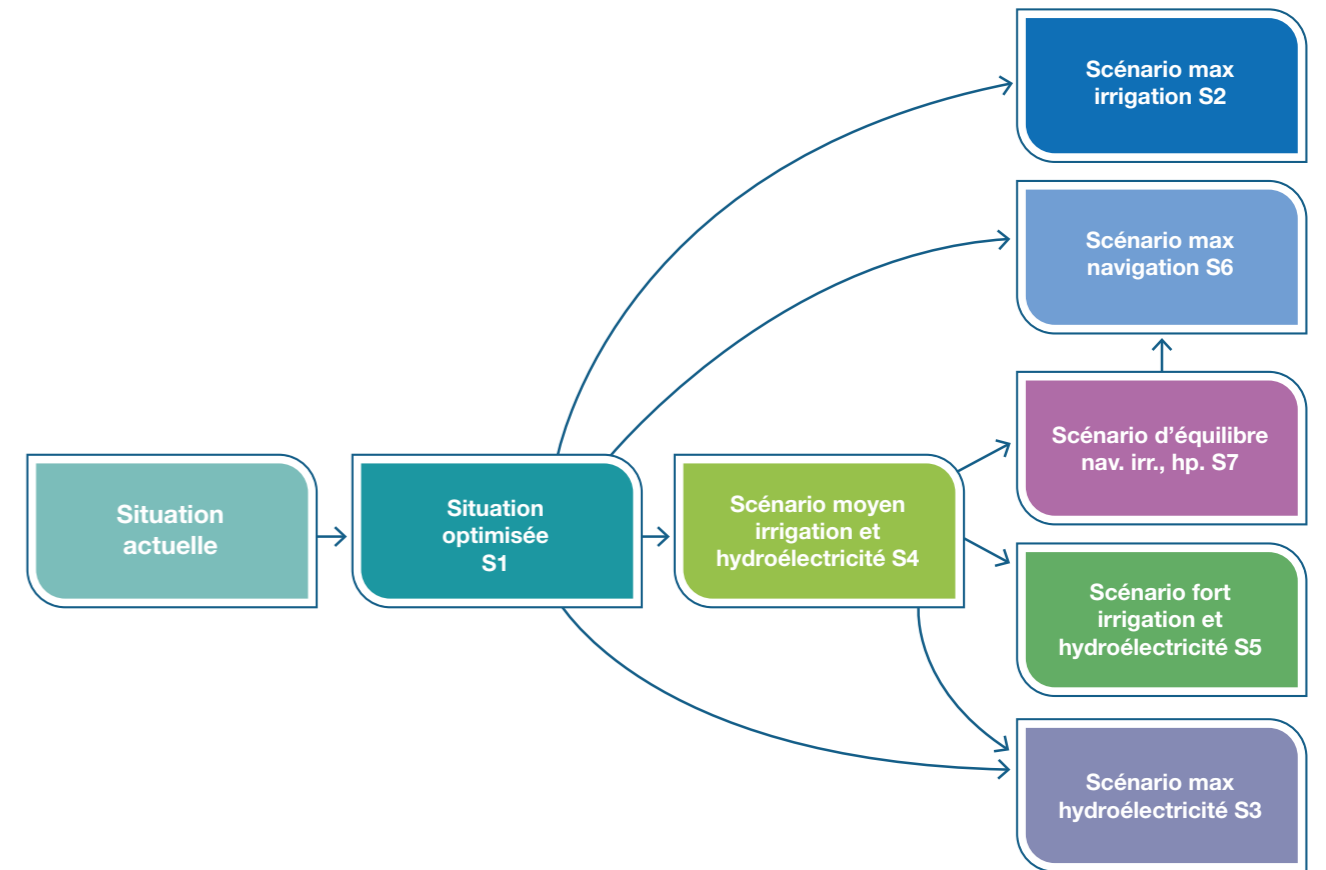 Scénario max
irrigation S2
Scénario max
navigation S6
Scénario d’équilibre
nav. irr., hp. S7
Situation
actuelle
Situation
optimisée
S1
Scénario moyen
irrigation et
hydroélectricité S4
Scénario fort
irrigation et
hydroélectricité S5
Scénario max
hydroélectricité S3